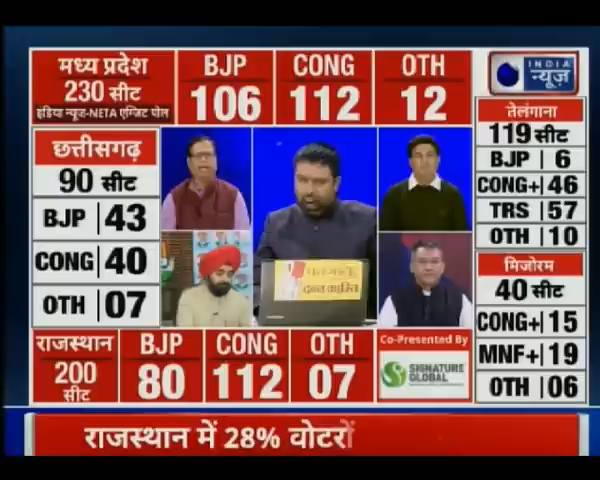 मध्य प्रदेश
230 सीट
इंडिया न्यूज-NETA एग्जिट पोल
BJP
106
CONG
112
OTH
12
INDIA
न्यूज़
छत्तीसगढ़
90 सीट
BJP 43
CONG 40
OTH 07
तेलंगाना
119 सीट
BJP 6
CONG+ 46
TRS 57
OTH 10
मिजोरम
40 सीट
CONG+ 15
MNF+ 19
OTH 06
राजस्थान
200
सीट
BJP
80
CONG
112
OTH
07
Co-Presented By
SIGNATURE
GLOBAL
राजस्थान में 28% वोटरों